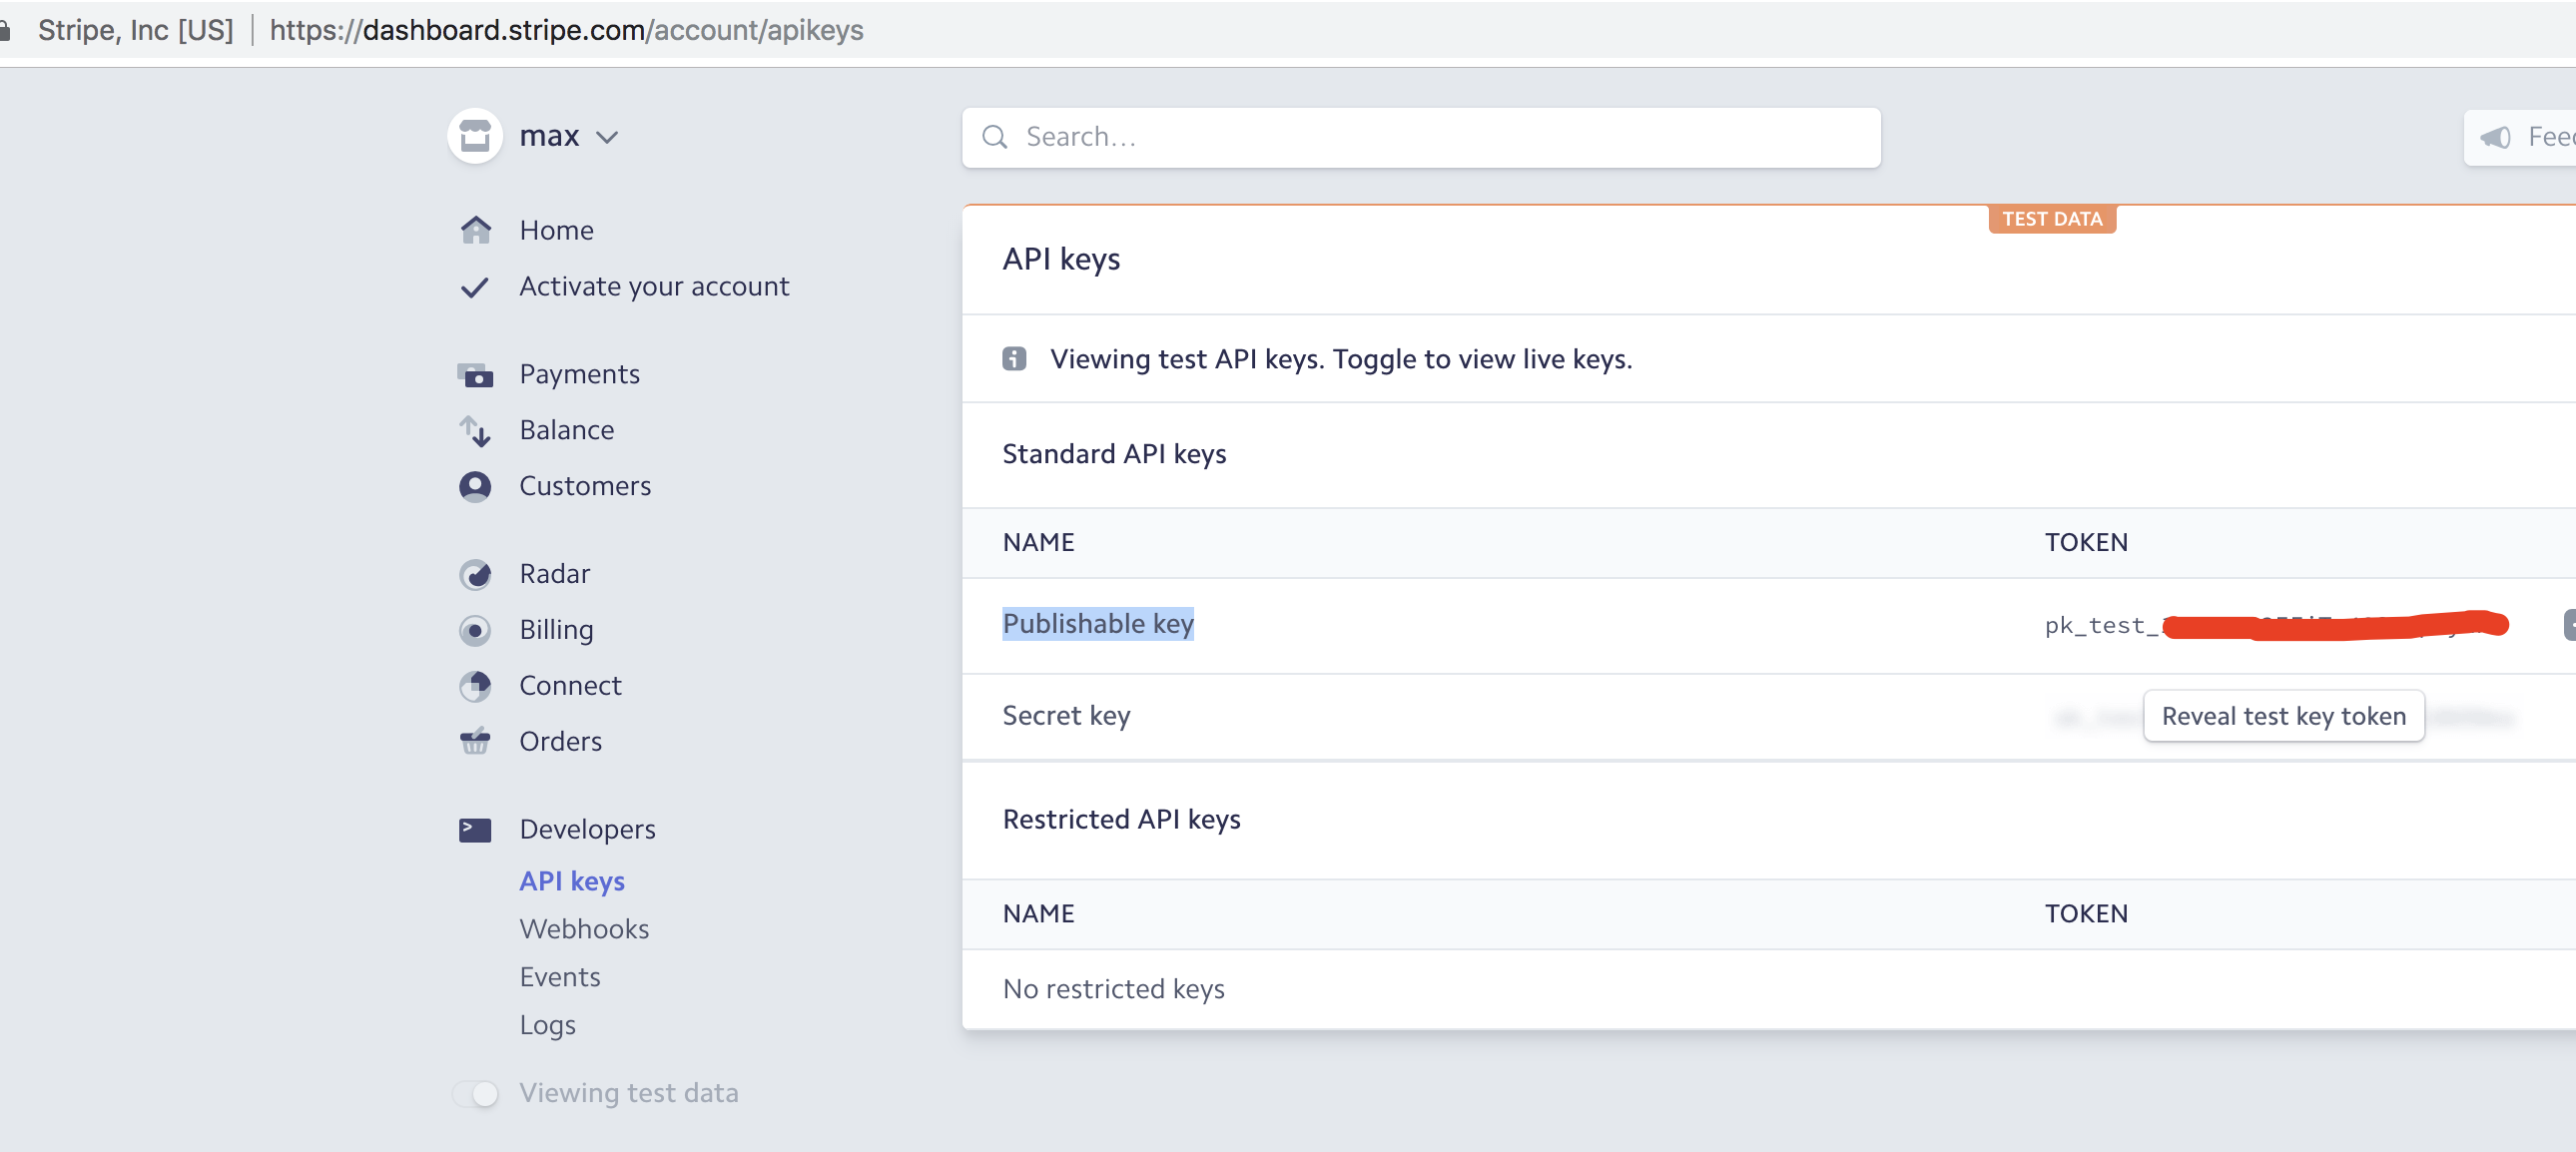 Stripe, Inc [US] | https://dashboard.stripe.com/account/apikeys
max
Search...
TEST DATA
Home
Activate your account
Payments
Balance
Customers
Radar
Billing
Connect
Orders
Developers
API keys
Webhooks
Events
Logs
Viewing test data
API keys
Viewing test API keys. Toggle to view live keys.
Standard API keys
NAME TOKEN
Publishable key pk_test_
Secret key Reveal test key token
Restricted API keys
NAME TOKEN
No restricted keys